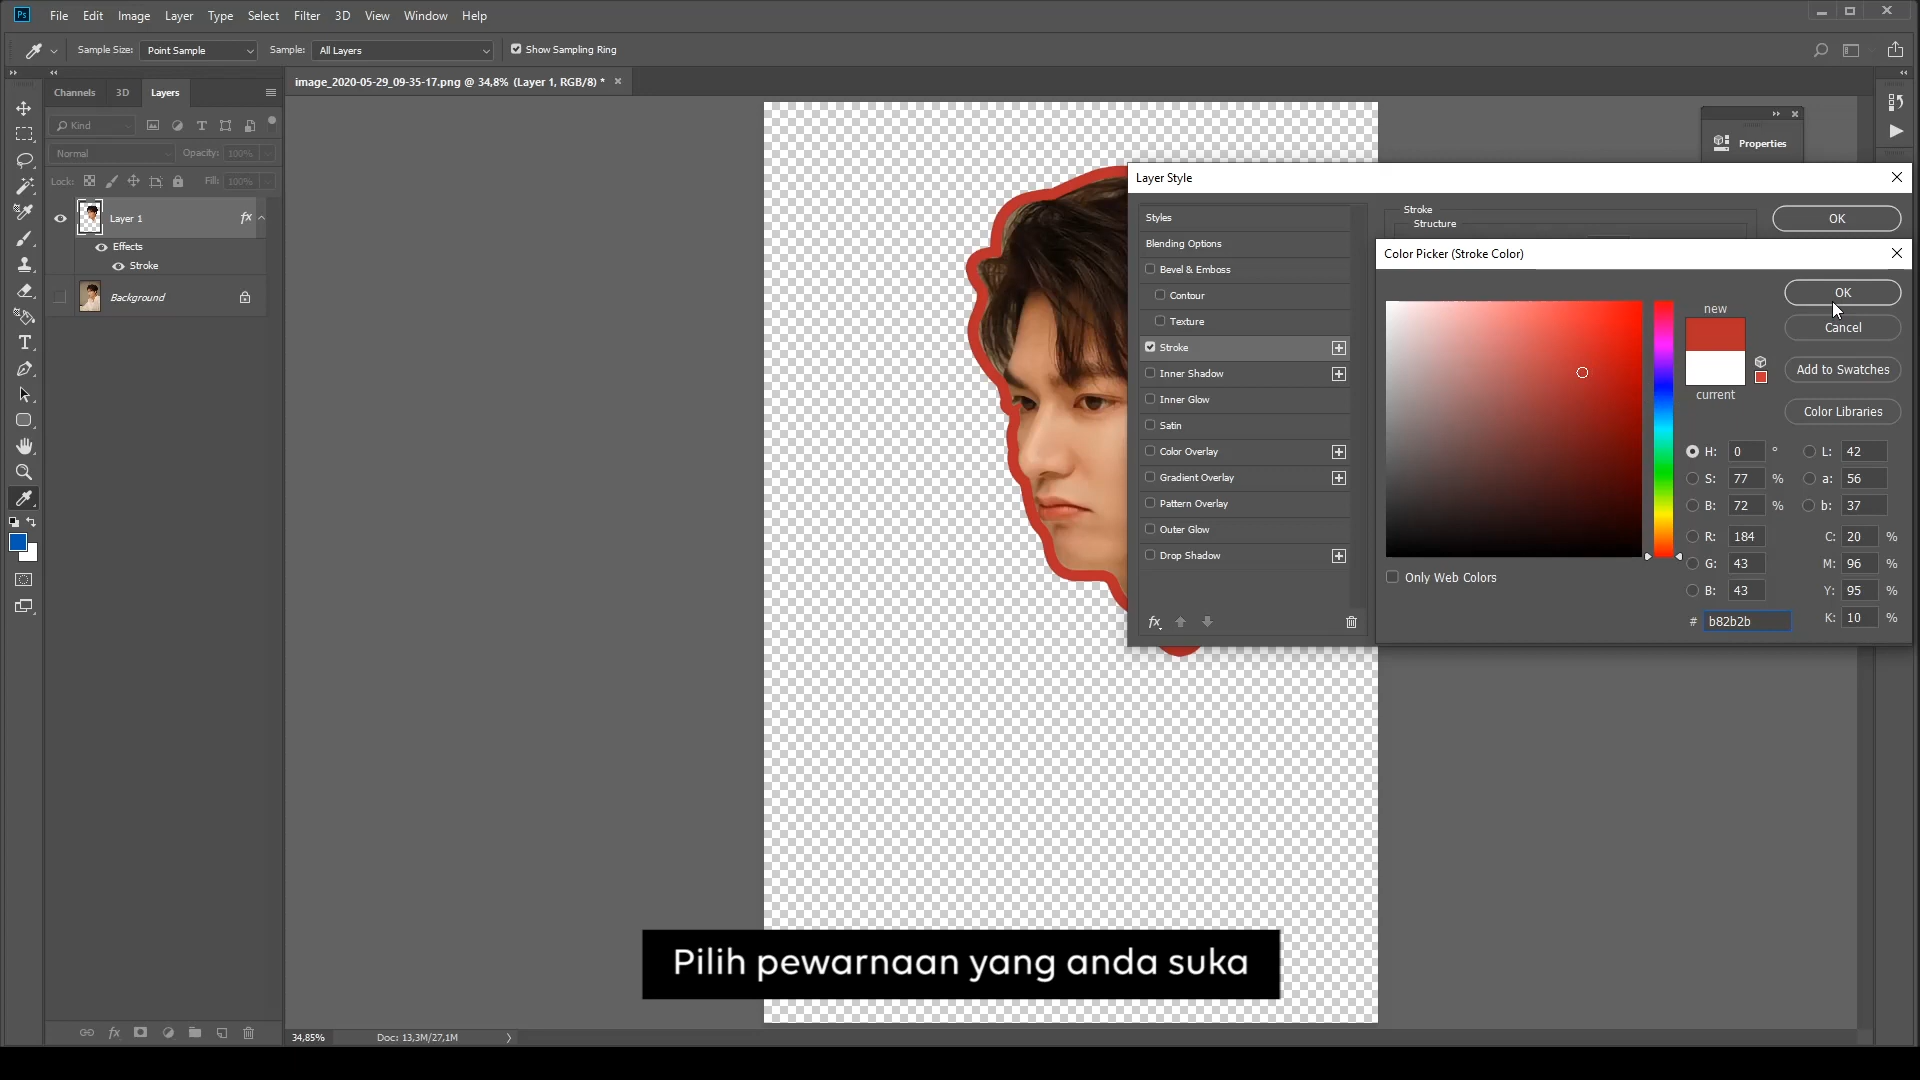 Ps File Edit Image Layer Type Select Filter 3D View Window Help
Sample Size: Point Sample Sample: All Layers Show Sampling Ring
image_2020-05-29_09-35-17.png @ 34,8% (Layer 1, RGB/8) *
Channels 3D Layers
Kind
Normal Opacity: 100%
Lock: Fill: 100%
Layer 1 fx
Effects
Stroke
Background
Properties
Layer Style
Styles
Blending Options
Bevel & Emboss
Contour
Texture
Stroke
Inner Shadow
Inner Glow
Satin
Color Overlay
Gradient Overlay
Pattern Overlay
Outer Glow
Drop Shadow
fx
Stroke
Structure
OK
Color Picker (Stroke Color)
new
current
OK
Cancel
Add to Swatches
Color Libraries
H: 0 ° L: 42
S: 77 % a: 56
B: 72 % b: 37
R: 184 C: 20 %
G: 43 M: 96 %
B: 43 Y: 95 %
# b82b2b K: 10 %
Only Web Colors
Pilih pewarnaan yang anda suka
fx
34,85% Doc: 13,3M/27,1M